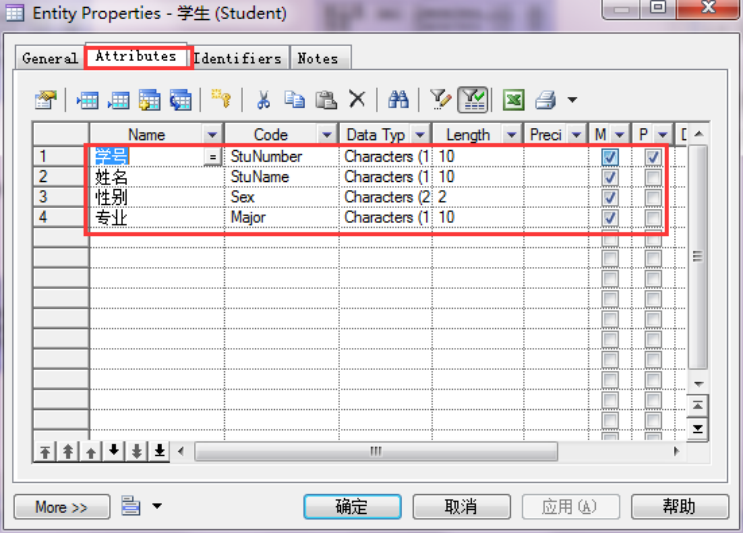 Entity Properties - 学生 (Student)
General Attributes Identifiers Notes
Name Code Data Typ Length Preci M P D
1 学号 = StuNumber Characters (1 10
2 姓名 StuName Characters (1 10
3 性别 Sex Characters (2 2
4 专业 Major Characters (1 10
More >> 确定 取消 应用(A) 帮助